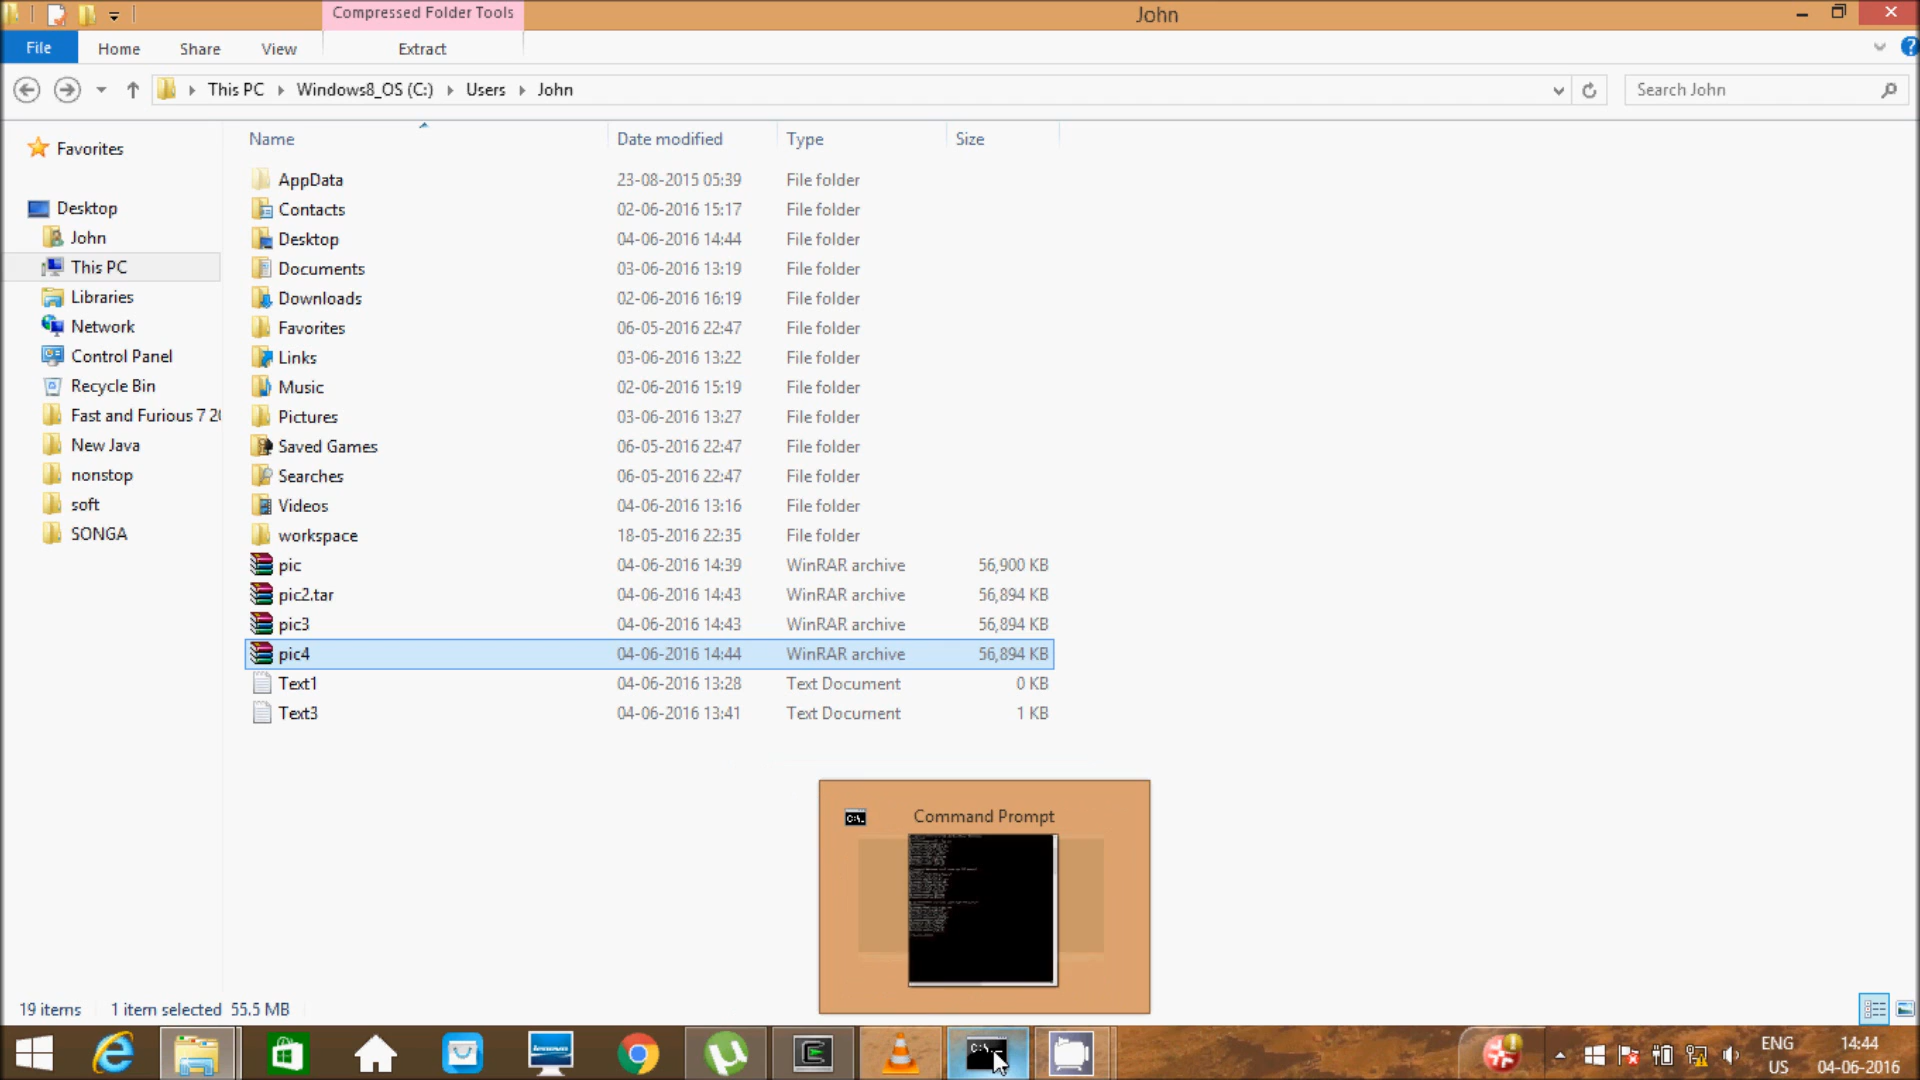 Compressed Folder Tools
John
File
Home
Share
View
Extract
This PC
Windows8_OS (C:)
Users
John
Search John
Favorites
Desktop
John
This PC
Libraries
Network
Control Panel
Recycle Bin
Fast and Furious 7 20
New Java
nonstop
soft
SONGA
Name Date modified Type Size
AppData 23-08-2015 05:39 File folder
Contacts 02-06-2016 15:17 File folder
Desktop 04-06-2016 14:44 File folder
Documents 03-06-2016 13:19 File folder
Downloads 02-06-2016 16:19 File folder
Favorites 06-05-2016 22:47 File folder
Links 03-06-2016 13:22 File folder
Music 02-06-2016 15:19 File folder
Pictures 03-06-2016 13:27 File folder
Saved Games 06-05-2016 22:47 File folder
Searches 06-05-2016 22:47 File folder
Videos 04-06-2016 13:16 File folder
workspace 18-05-2016 22:35 File folder
pic 04-06-2016 14:39 WinRAR archive 56,900 KB
pic2.tar 04-06-2016 14:43 WinRAR archive 56,894 KB
pic3 04-06-2016 14:43 WinRAR archive 56,894 KB
pic4 04-06-2016 14:44 WinRAR archive 56,894 KB
Text1 04-06-2016 13:28 Text Document 0 KB
Text3 04-06-2016 13:41 Text Document 1 KB
Command Prompt
19 items 1 item selected 55.5 MB
ENG
US
14:44
04-06-2016